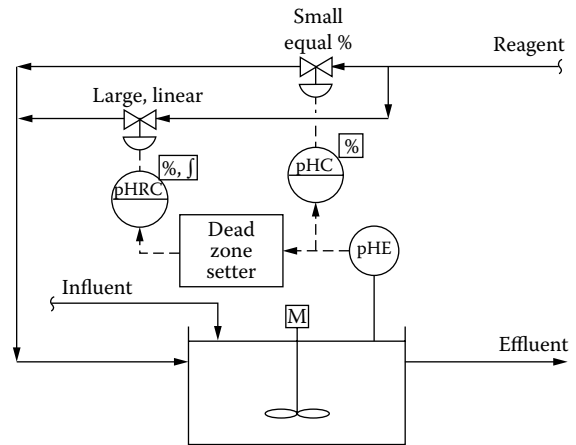 Small
equal %
Reagent
Large, linear
%, ∫
pHRC
pHC
%
Dead
zone
setter
pHE
Influent
M
Effluent